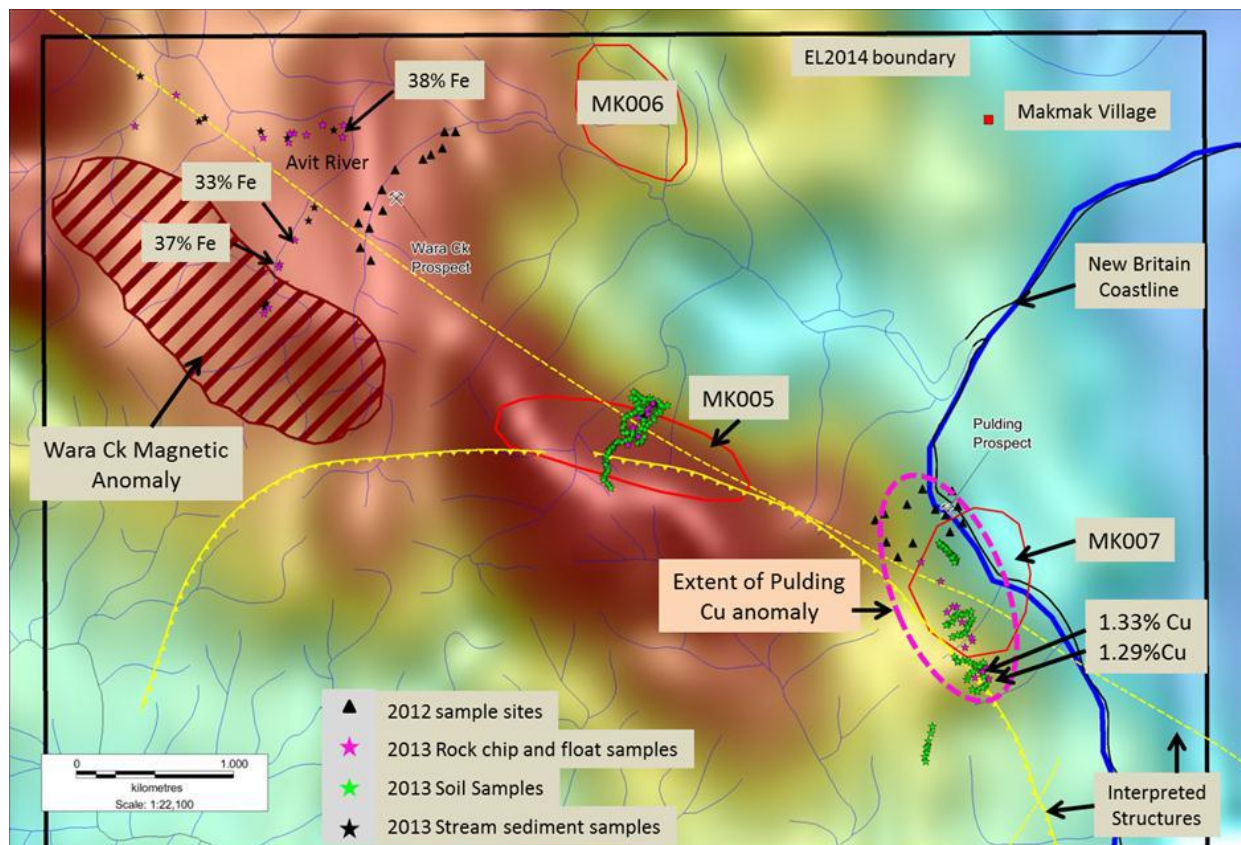 EL2014 boundary
38% Fe
MK006
Makmak Village
Avit River
33% Fe
37% Fe
Wara Ck
Prospect
New Britain
Coastline
MK005
Wara Ck Magnetic
Anomaly
Pulding
Prospect
MK007
Extent of Pulding
Cu anomaly
1.33% Cu
1.29%Cu
2012 sample sites
2013 Rock chip and float samples
2013 Soil Samples
2013 Stream sediment samples
0 1.000
kilometres
Scale: 1:22,100
Interpreted
Structures